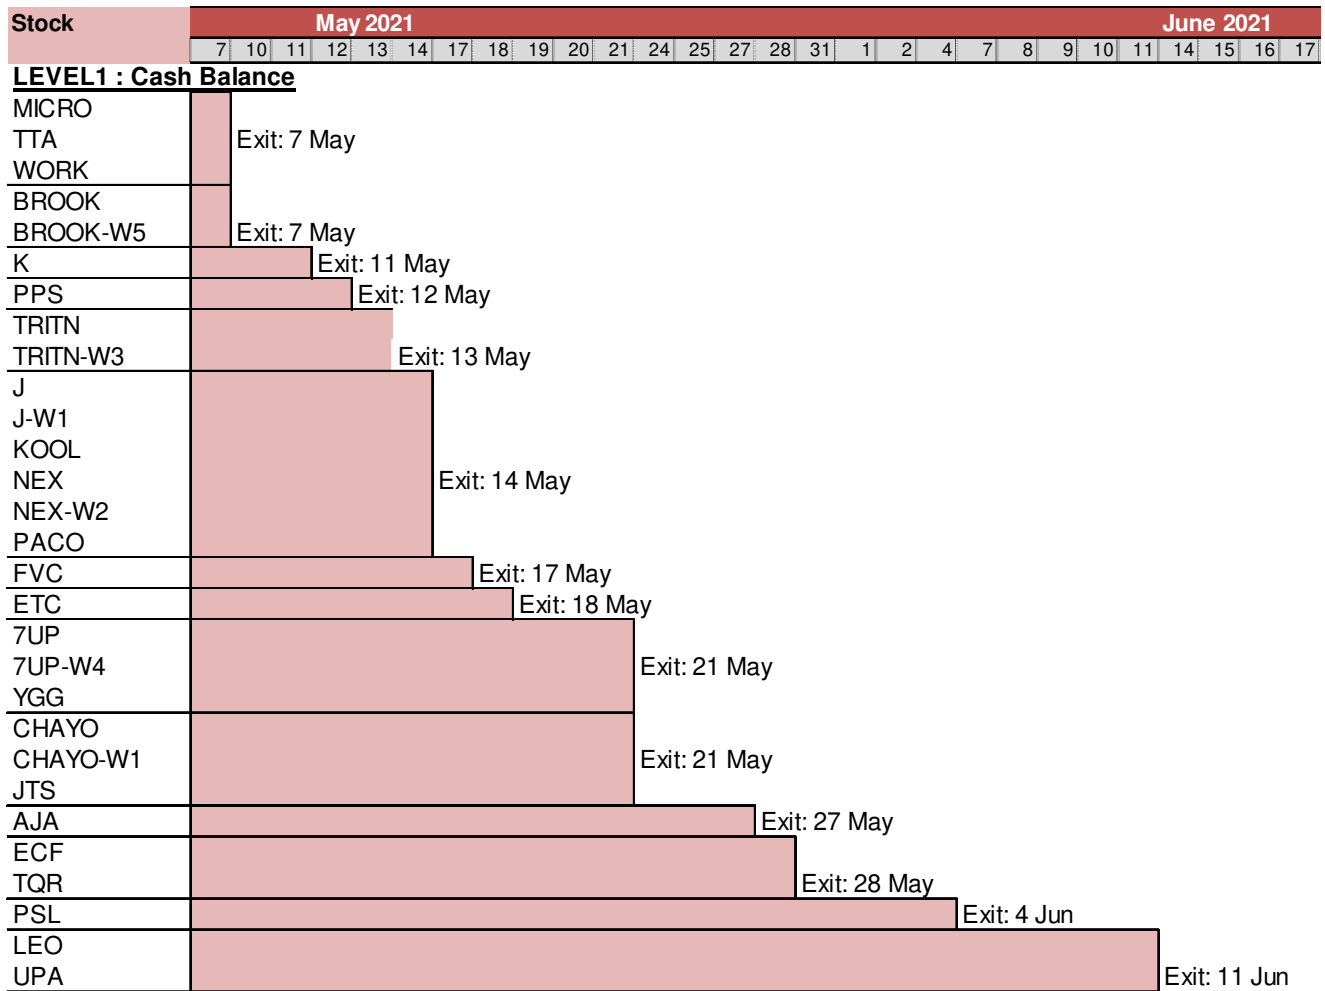 Stock May 2021 June 2021
7 10 11 12 13 14 17 18 19 20 21 24 25 27 28 31 1 2 4 7 8 9 10 11 14 15 16 17
LEVEL1 : Cash Balance
MICRO
TTA Exit: 7 May
WORK
BROOK
BROOK-W5 Exit: 7 May
K Exit: 11 May
PPS Exit: 12 May
TRITN
TRITN-W3 Exit: 13 May
J
J-W1
KOOL
NEX Exit: 14 May
NEX-W2
PACO
FVC Exit: 17 May
ETC Exit: 18 May
7UP
7UP-W4 Exit: 21 May
YGG
CHAYO
CHAYO-W1 Exit: 21 May
JTS
AJA Exit: 27 May
ECF
TQR Exit: 28 May
PSL Exit: 4 Jun
LEO
UPA Exit: 11 Jun